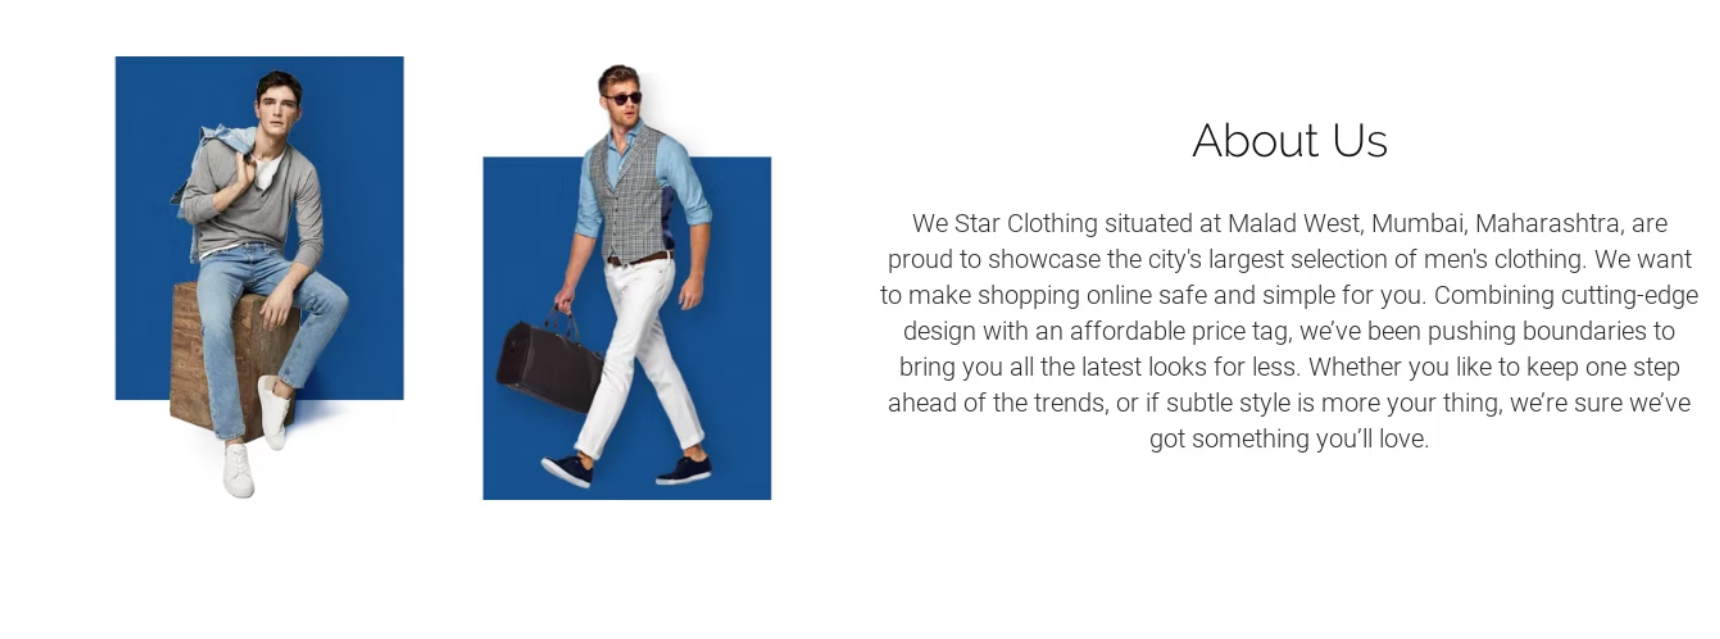 About Us
We Star Clothing situated at Malad West, Mumbai, Maharashtra, are
proud to showcase the city's largest selection of men's clothing. We want
to make shopping online safe and simple for you. Combining cutting-edge
design with an affordable price tag, we’ve been pushing boundaries to
bring you all the latest looks for less. Whether you like to keep one step
ahead of the trends, or if subtle style is more your thing, we’re sure we’ve
got something you’ll love.